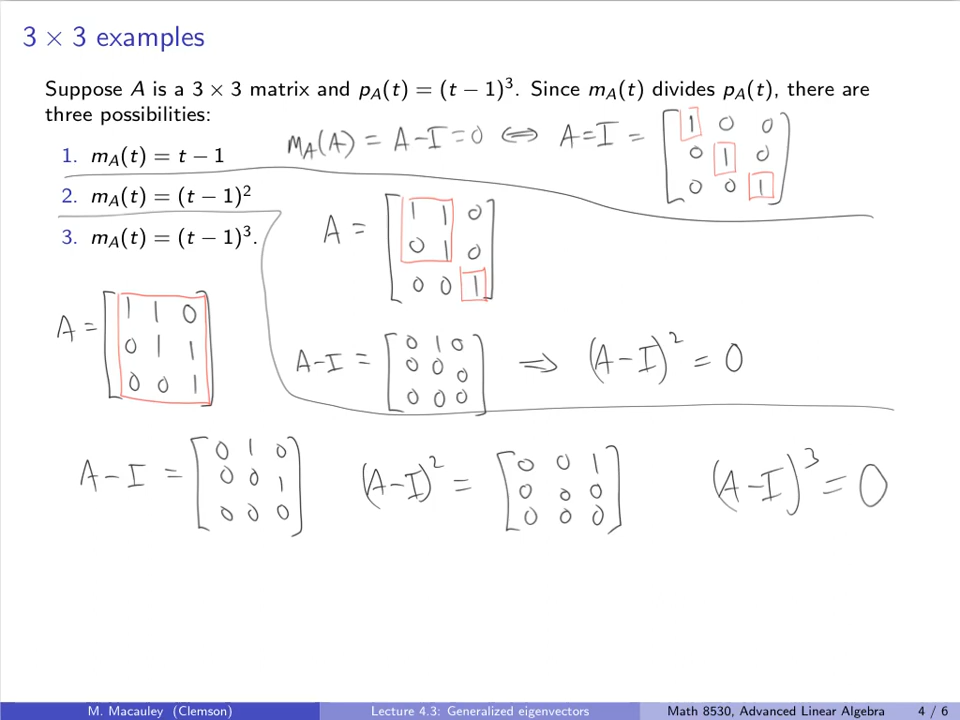 3 × 3 examples
Suppose A is a 3 × 3 matrix and p_A(t) = (t − 1)^3. Since m_A(t) divides p_A(t), there are
three possibilities:
1. m_A(t) = t − 1
m_A(A) = A − I = 0 ⟺ A = I = [1 0 0; 0 1 0; 0 0 1]
2. m_A(t) = (t − 1)^2
3. m_A(t) = (t − 1)^3.
A = [1 1 0; 0 1 0; 0 0 1]
A − I = [0 1 0; 0 0 0; 0 0 0] ⟹ (A − I)^2 = 0
A = [1 1 0; 0 1 1; 0 0 1]
A − I = [0 1 0; 0 0 1; 0 0 0] (A − I)^2 = [0 0 1; 0 0 0; 0 0 0] (A − I)^3 = 0
M. Macauley (Clemson) Lecture 4.3: Generalized eigenvectors Math 8530, Advanced Linear Algebra 4 / 6